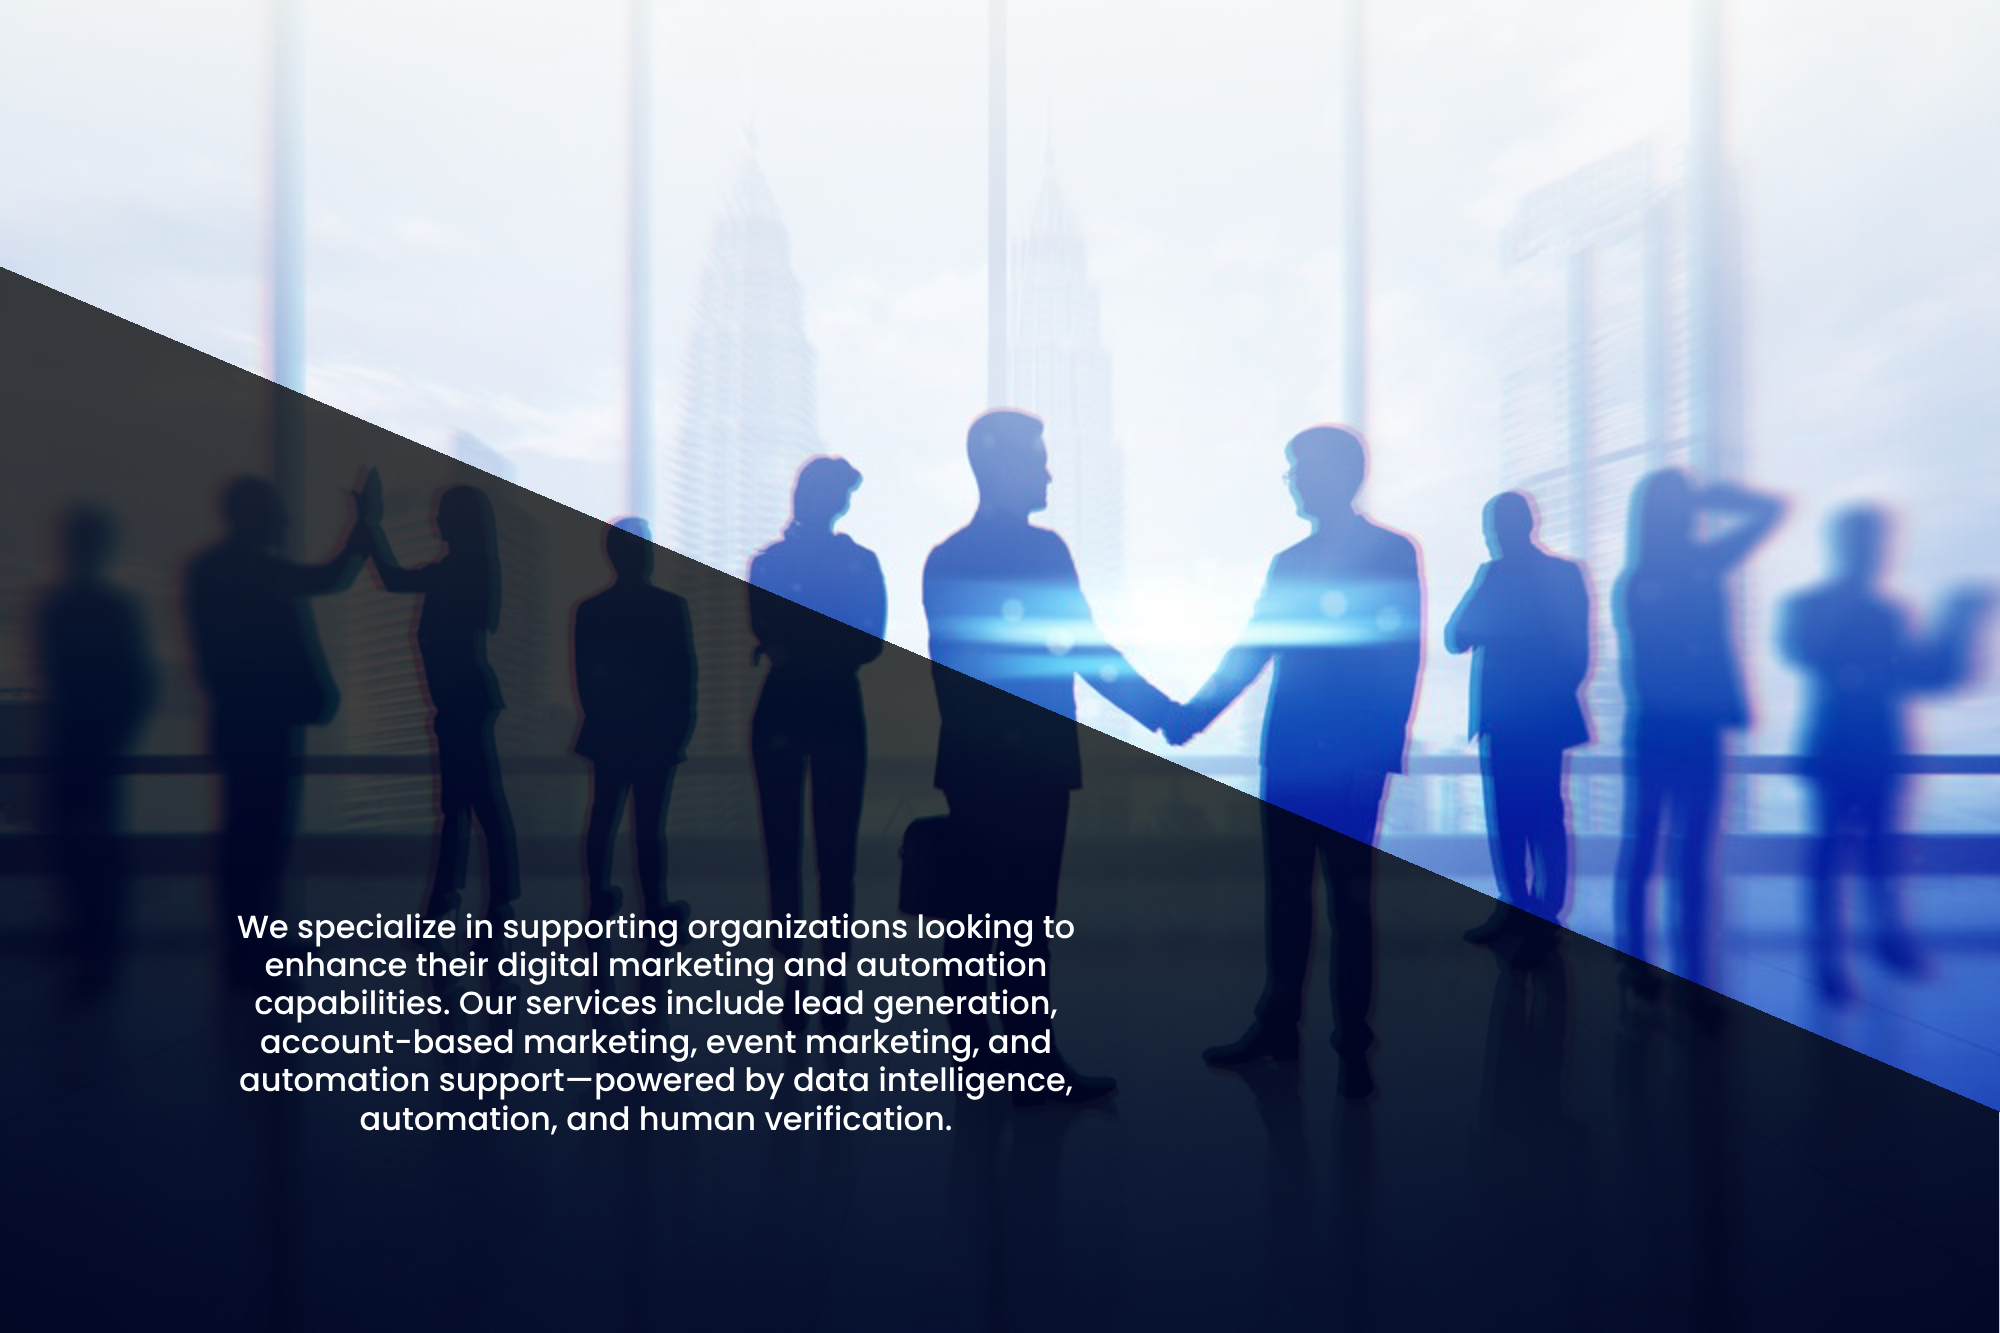 We specialize in supporting organizations looking to
enhance their digital marketing and automation
capabilities. Our services include lead generation,
account-based marketing, event marketing, and
automation support—powered by data intelligence,
automation, and human verification.